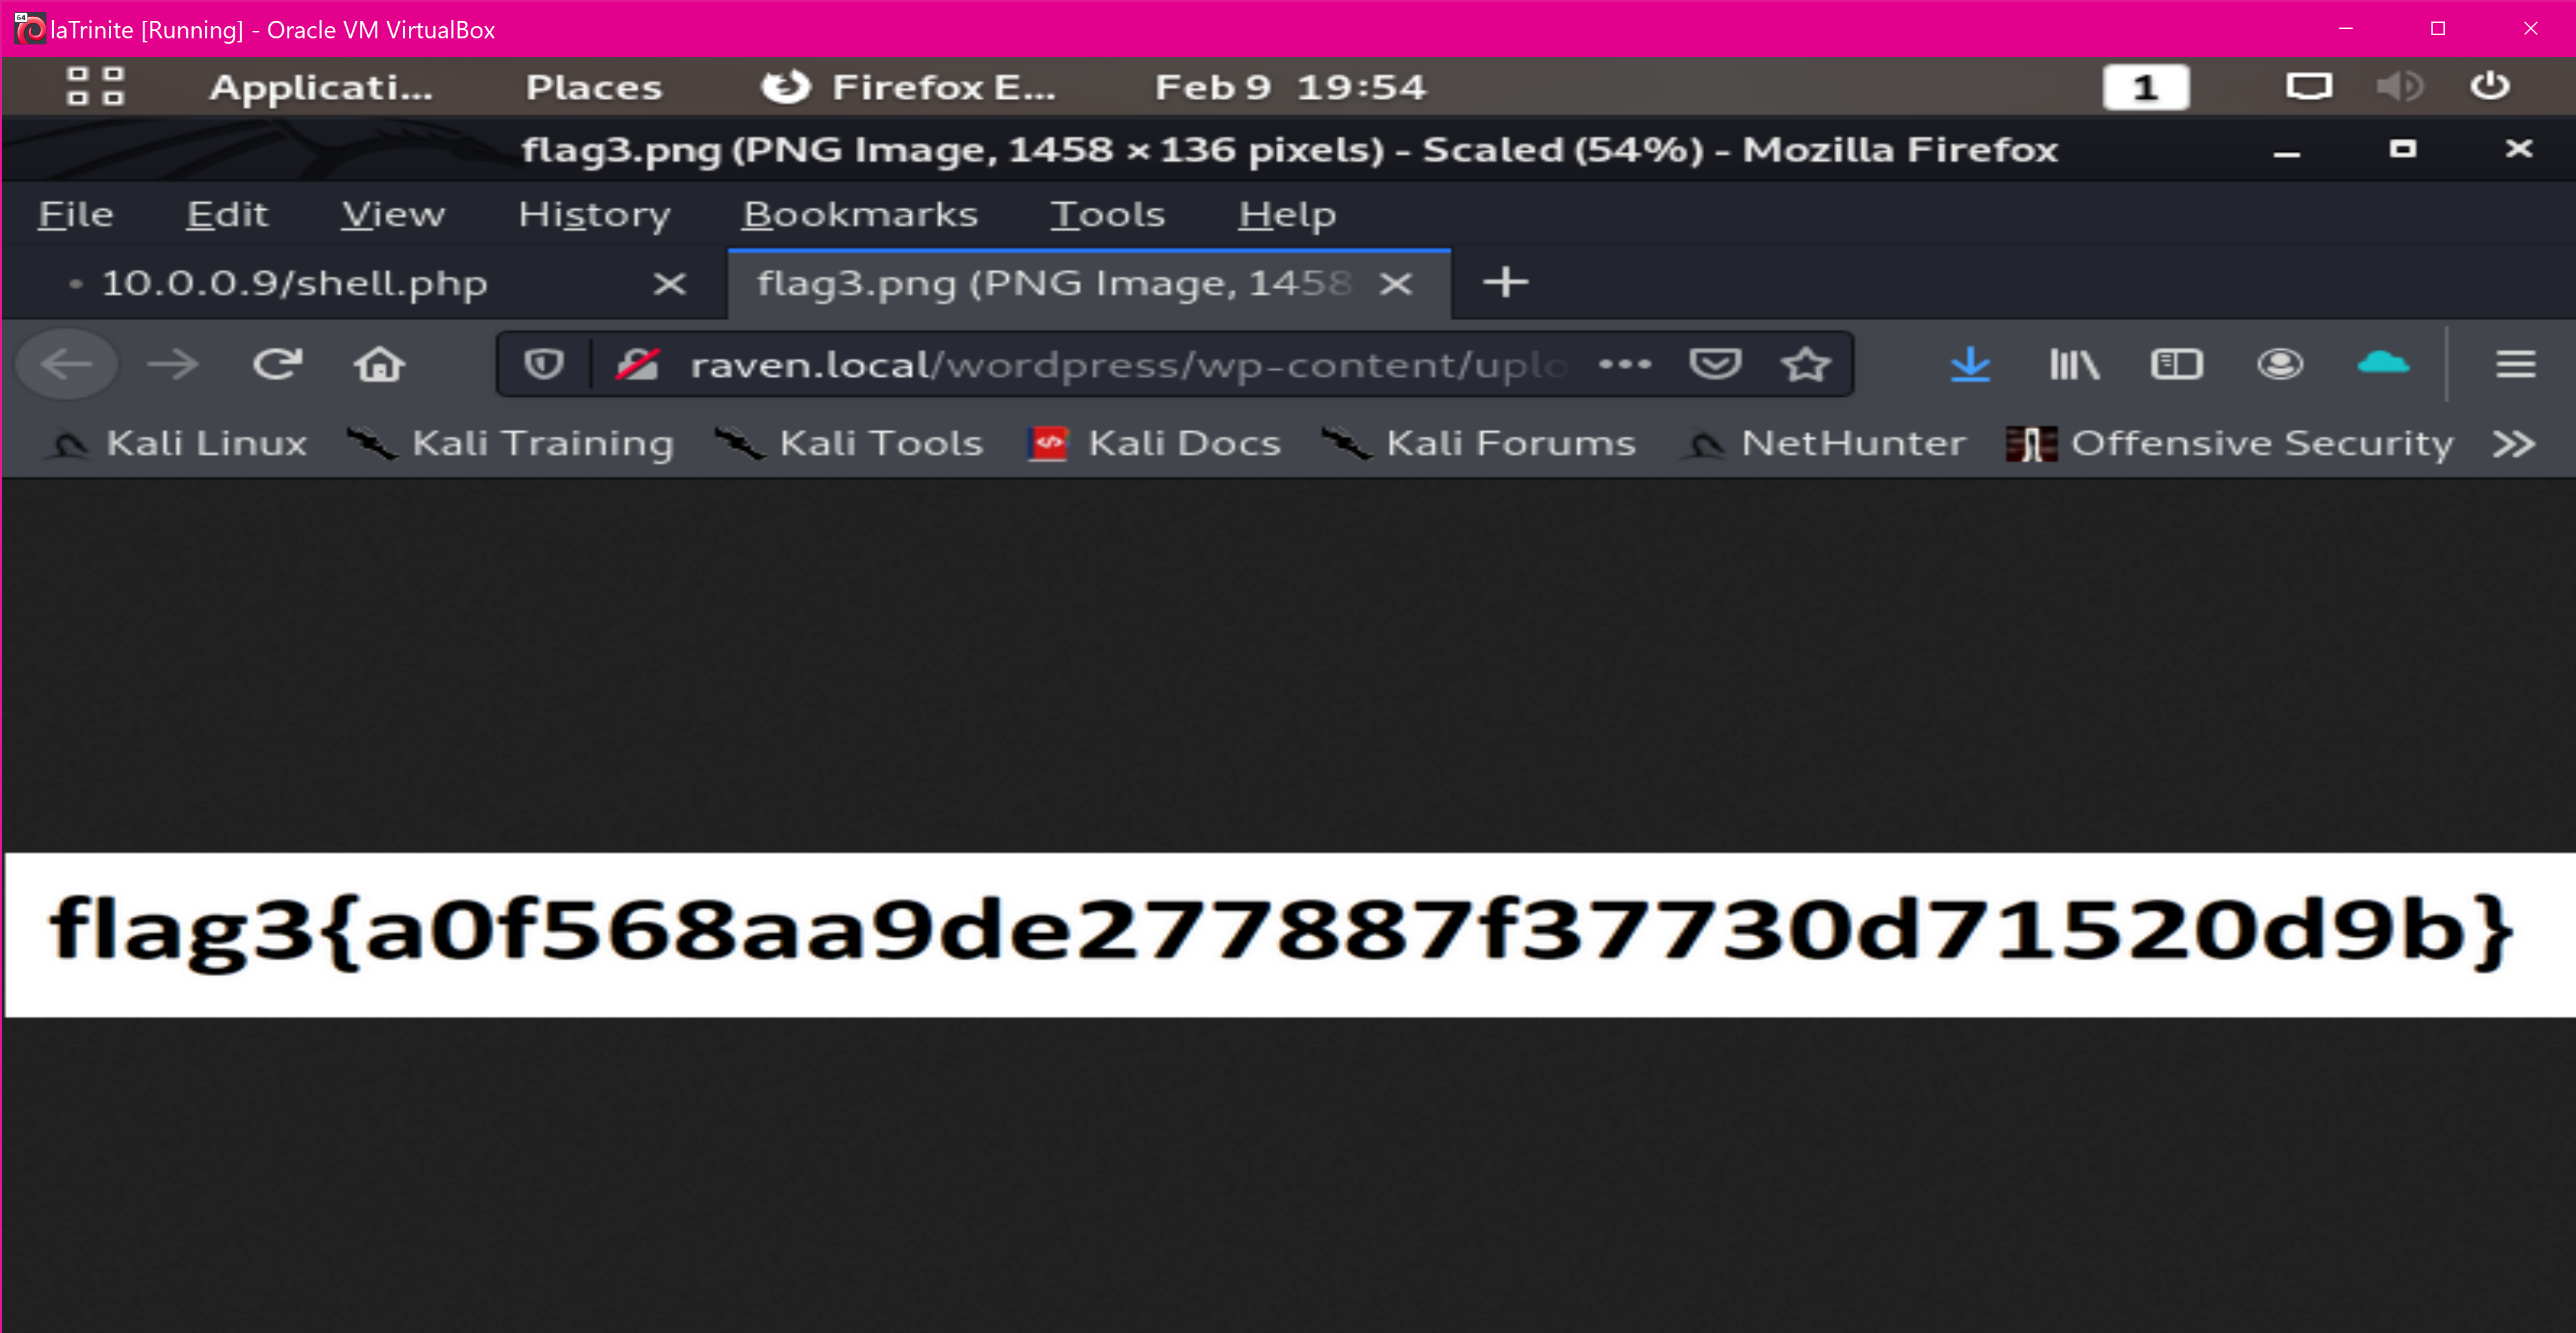 laTrinite [Running] - Oracle VM VirtualBox
Applicati... Places Firefox E... Feb 9 19:54 1
flag3.png (PNG Image, 1458 × 136 pixels) - Scaled (54%) - Mozilla Firefox
File Edit View History Bookmarks Tools Help
10.0.0.9/shell.php flag3.png (PNG Image, 1458
raven.local/wordpress/wp-content/uplo
Kali Linux Kali Training Kali Tools Kali Docs Kali Forums NetHunter Offensive Security
flag3{a0f568aa9de277887f37730d71520d9b}